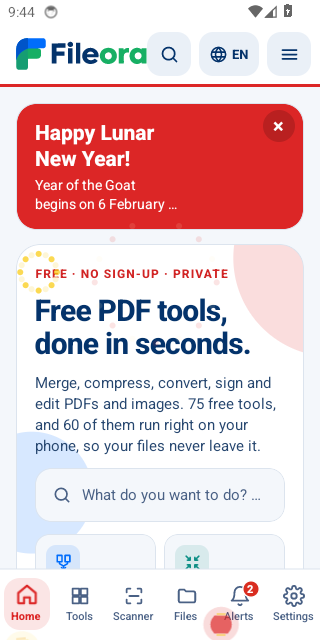 9:44
Fileora
EN
Happy Lunar
New Year!
Year of the Goat
begins on 6 February ...
FREE · NO SIGN-UP · PRIVATE
Free PDF tools,
done in seconds.
Merge, compress, convert, sign and
edit PDFs and images. 75 free tools,
and 60 of them run right on your
phone, so your files never leave it.
What do you want to do? ...
2
Home Tools Scanner Files Alerts Settings